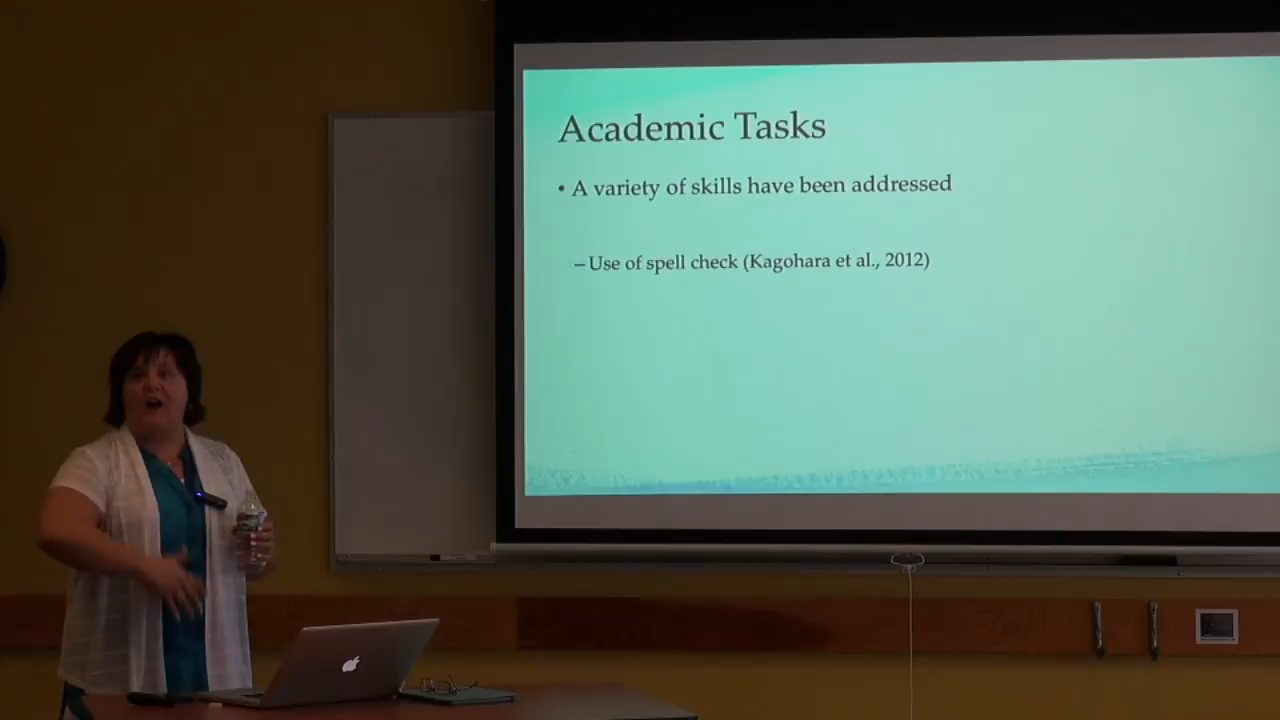 Academic Tasks
• A variety of skills have been addressed
– Use of spell check (Kagohara et al., 2012)